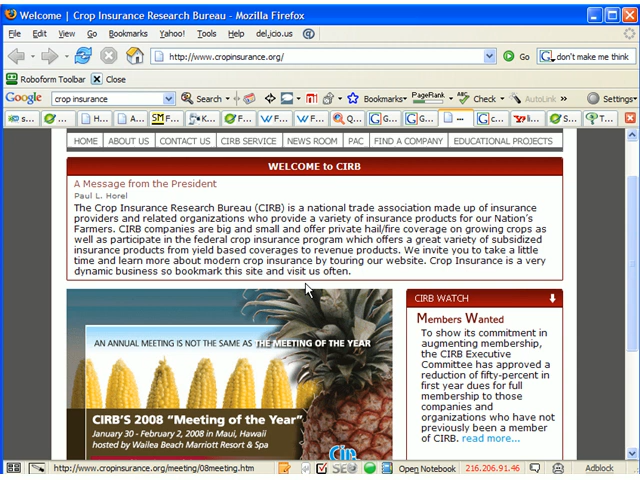 Welcome | Crop Insurance Research Bureau - Mozilla Firefox
File Edit View Go Bookmarks Yahoo! Tools Help del.icio.us
http://www.cropinsurance.org/ Go don't make me think
Roboform Toolbar Close
Google crop insurance Search Bookmarks PageRank Check AutoLink Settings
HOME ABOUT US CONTACT US CIRB SERVICE NEWS ROOM PAC FIND A COMPANY EDUCATIONAL PROJECTS
WELCOME to CIRB
A Message from the President
Paul L. Horel
The Crop Insurance Research Bureau (CIRB) is a national trade association made up of insurance
providers and related organizations who provide a variety of insurance products for our Nation's
Farmers. CIRB companies are big and small and offer private hail/fire coverage on growing crops as
well as participate in the federal crop insurance program which offers a great variety of subsidized
insurance products from yield based coverages to revenue products. We invite you to take a little
time and learn more about modern crop insurance by touring our website. Crop Insurance is a very
dynamic business so bookmark this site and visit us often.
AN ANNUAL MEETING IS NOT THE SAME AS THE MEETING OF THE YEAR
CIRB'S 2008 "Meeting of the Year"
January 30 - February 2, 2008 in Maui, Hawaii
hosted by Wailea Beach Marriott Resort & Spa
CIRB WATCH
Members Wanted
To show its commitment in
augmenting membership,
the CIRB Executive
Committee has approved a
reduction of fifty-percent in
first year dues for full
membership to those
companies and
organizations who have not
previously been a member
of CIRB. read more...
http://www.cropinsurance.org/meeting/08meeting.htm SEO Open Notebook 216.206.91.46 Adblock